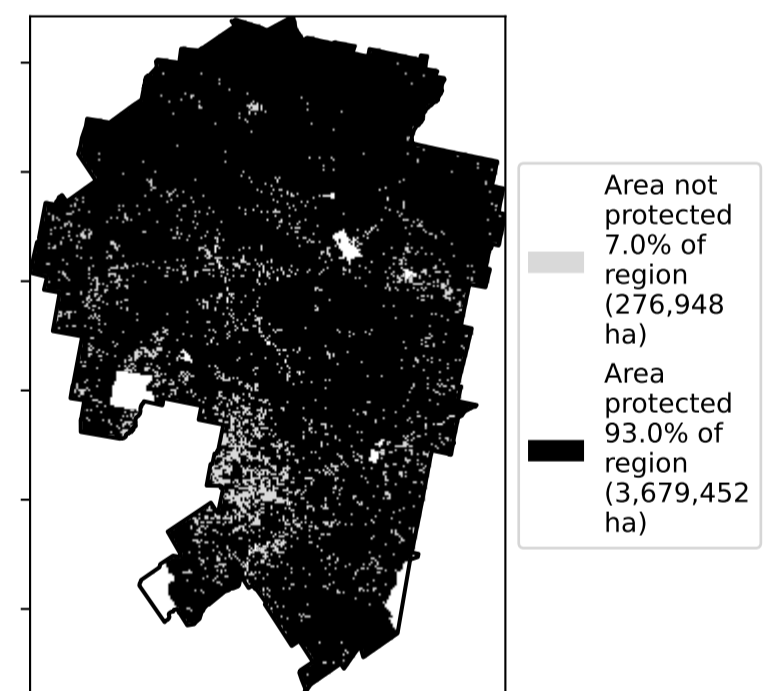 Area not
protected
7.0% of
region
(276,948
ha)
Area
protected
93.0% of
region
(3,679,452
ha)